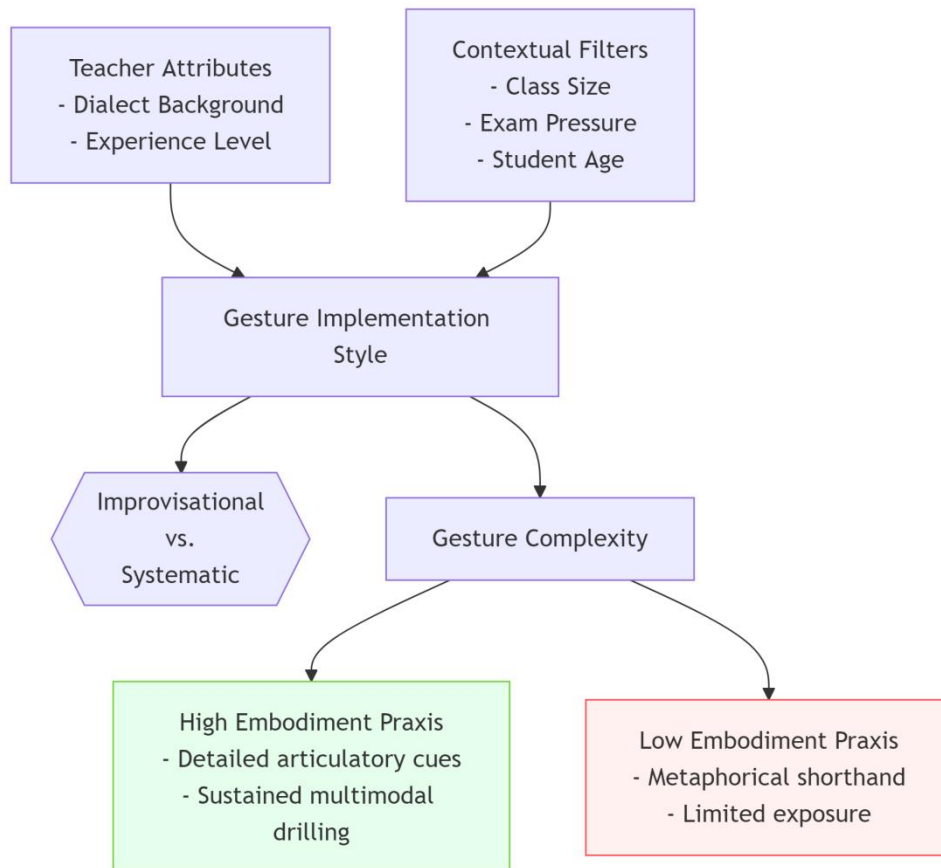 Teacher Attributes
- Dialect Background
- Experience Level
Contextual Filters
- Class Size
- Exam Pressure
- Student Age
Gesture Implementation
Style
Improvisational
vs.
Systematic
Gesture Complexity
High Embodiment Praxis
- Detailed articulatory cues
- Sustained multimodal
drilling
Low Embodiment Praxis
- Metaphorical shorthand
- Limited exposure